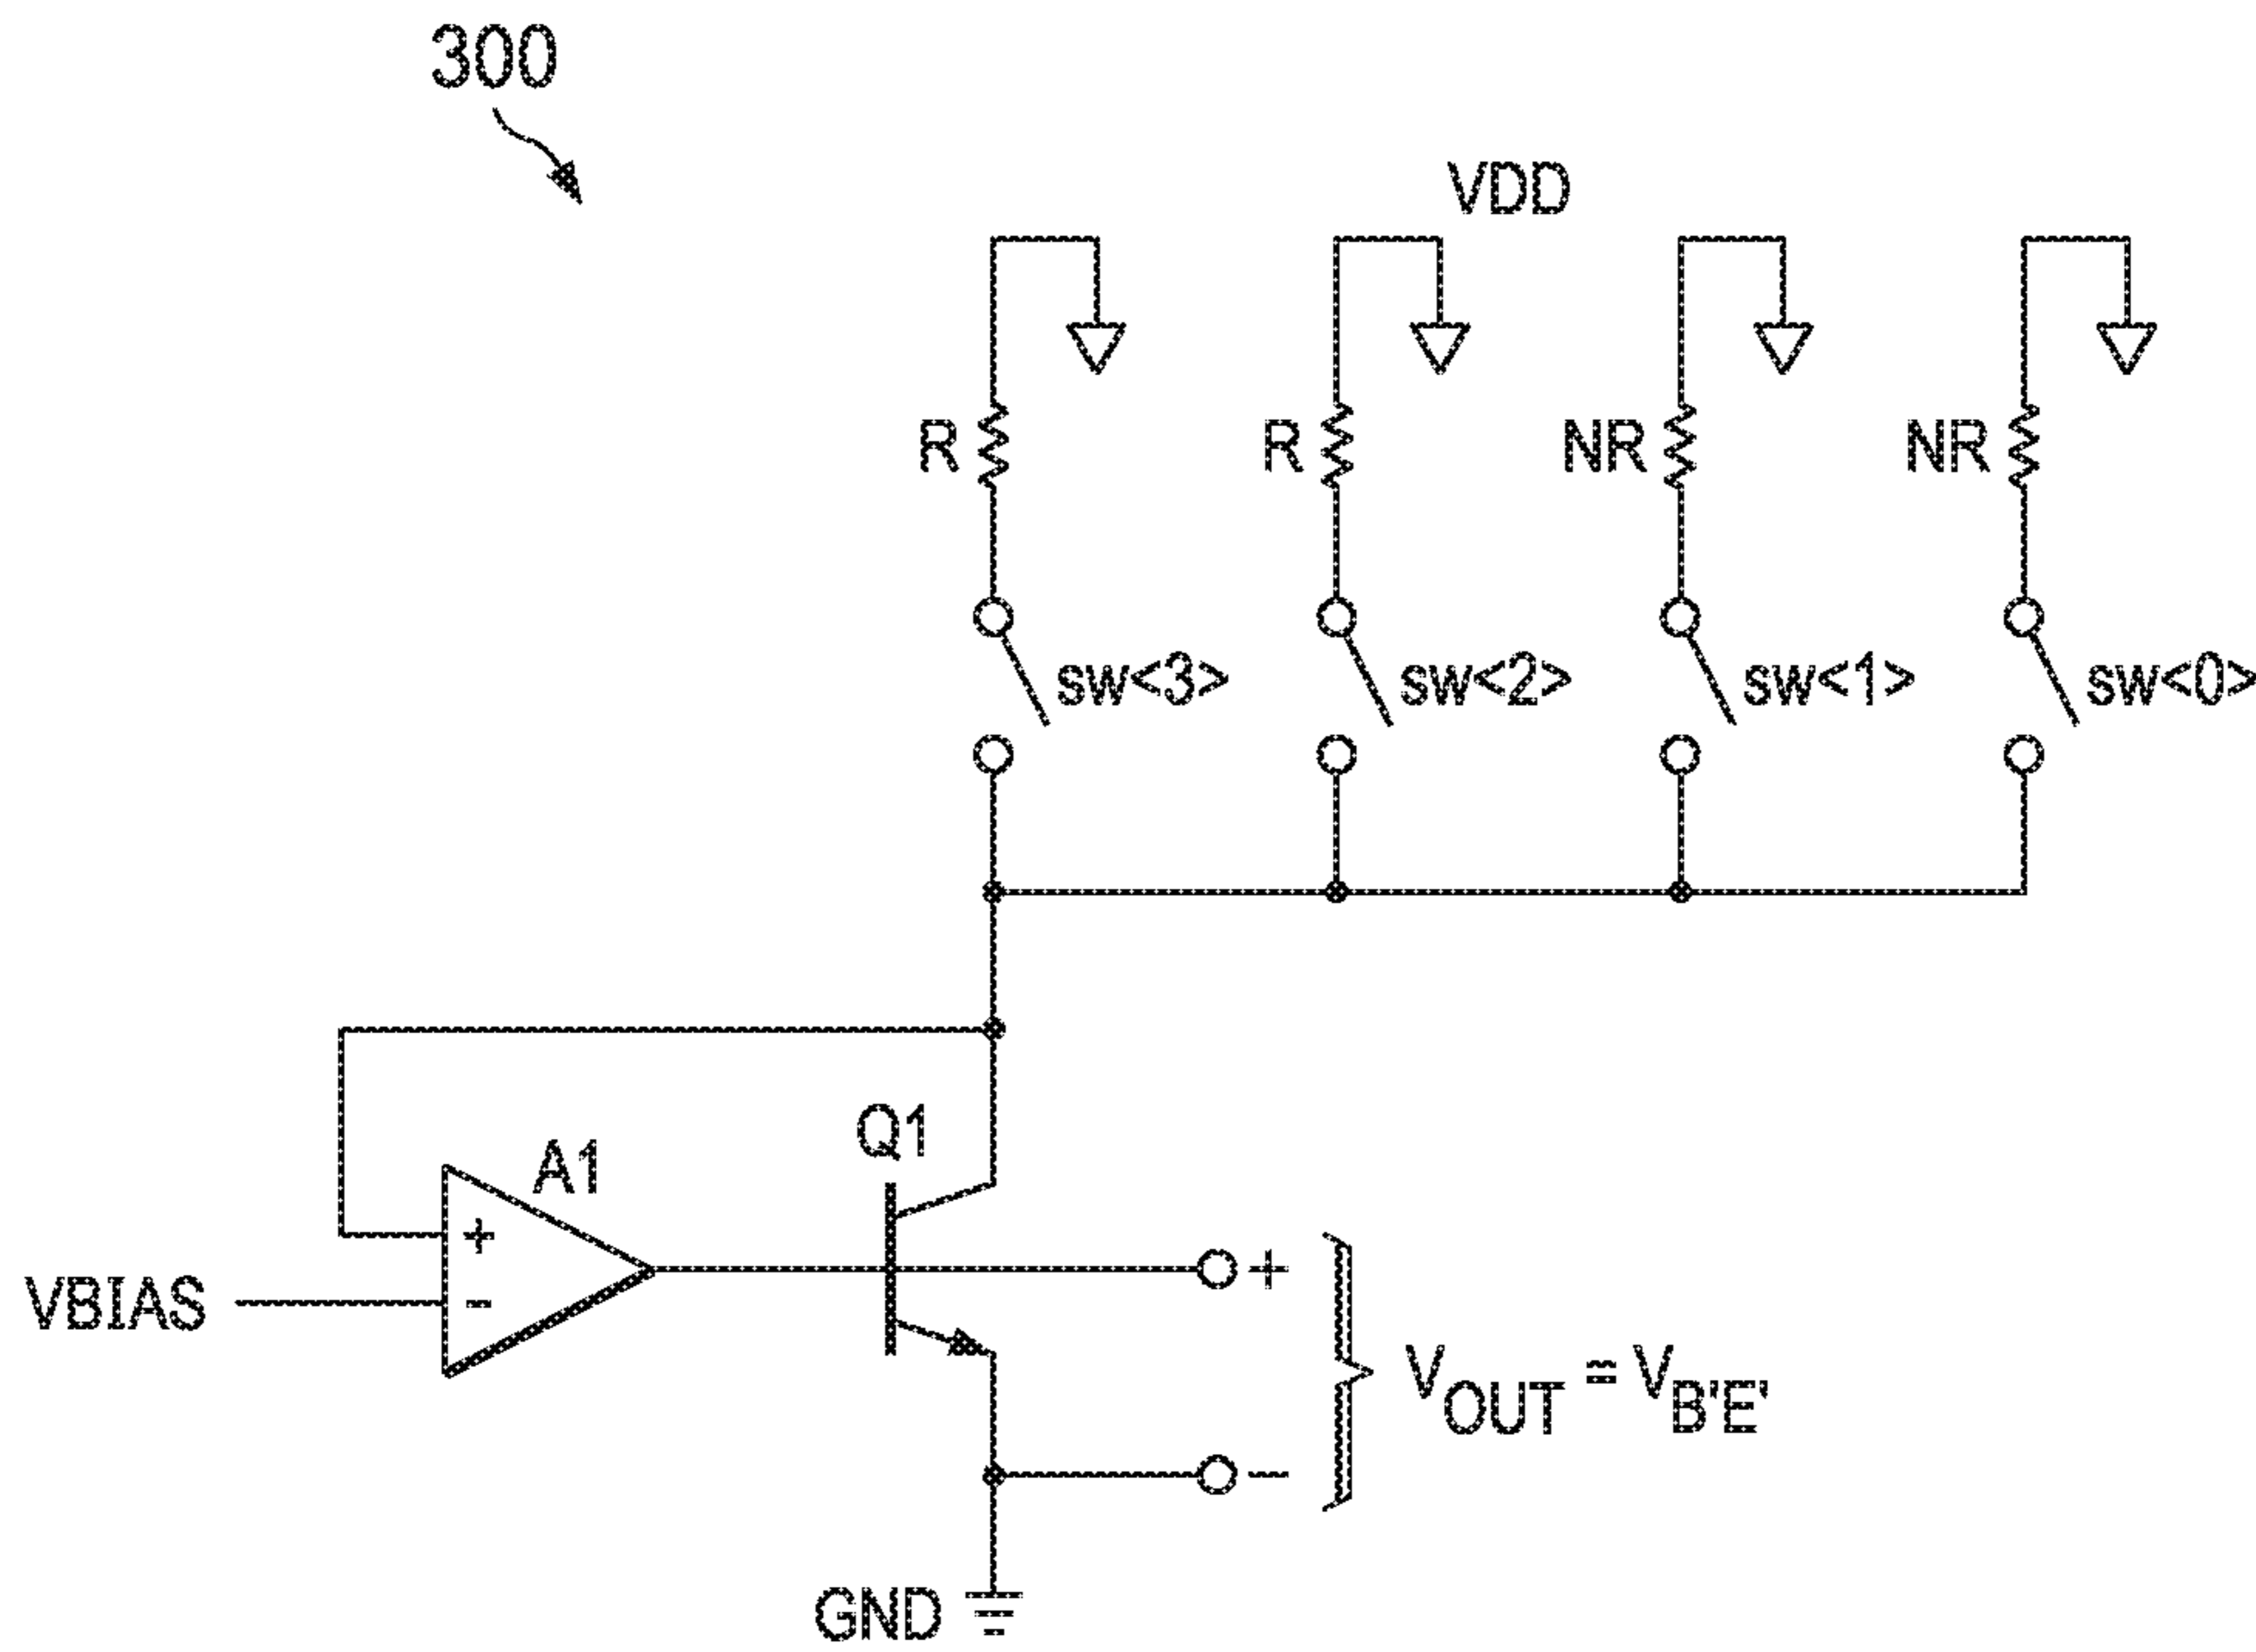 300
VDD
R
R
NR
NR
sw<3>
sw<2>
sw<1>
sw<0>
Q1
A1
+
-
VBIAS
+
-
VOUT = VB'E'
GND